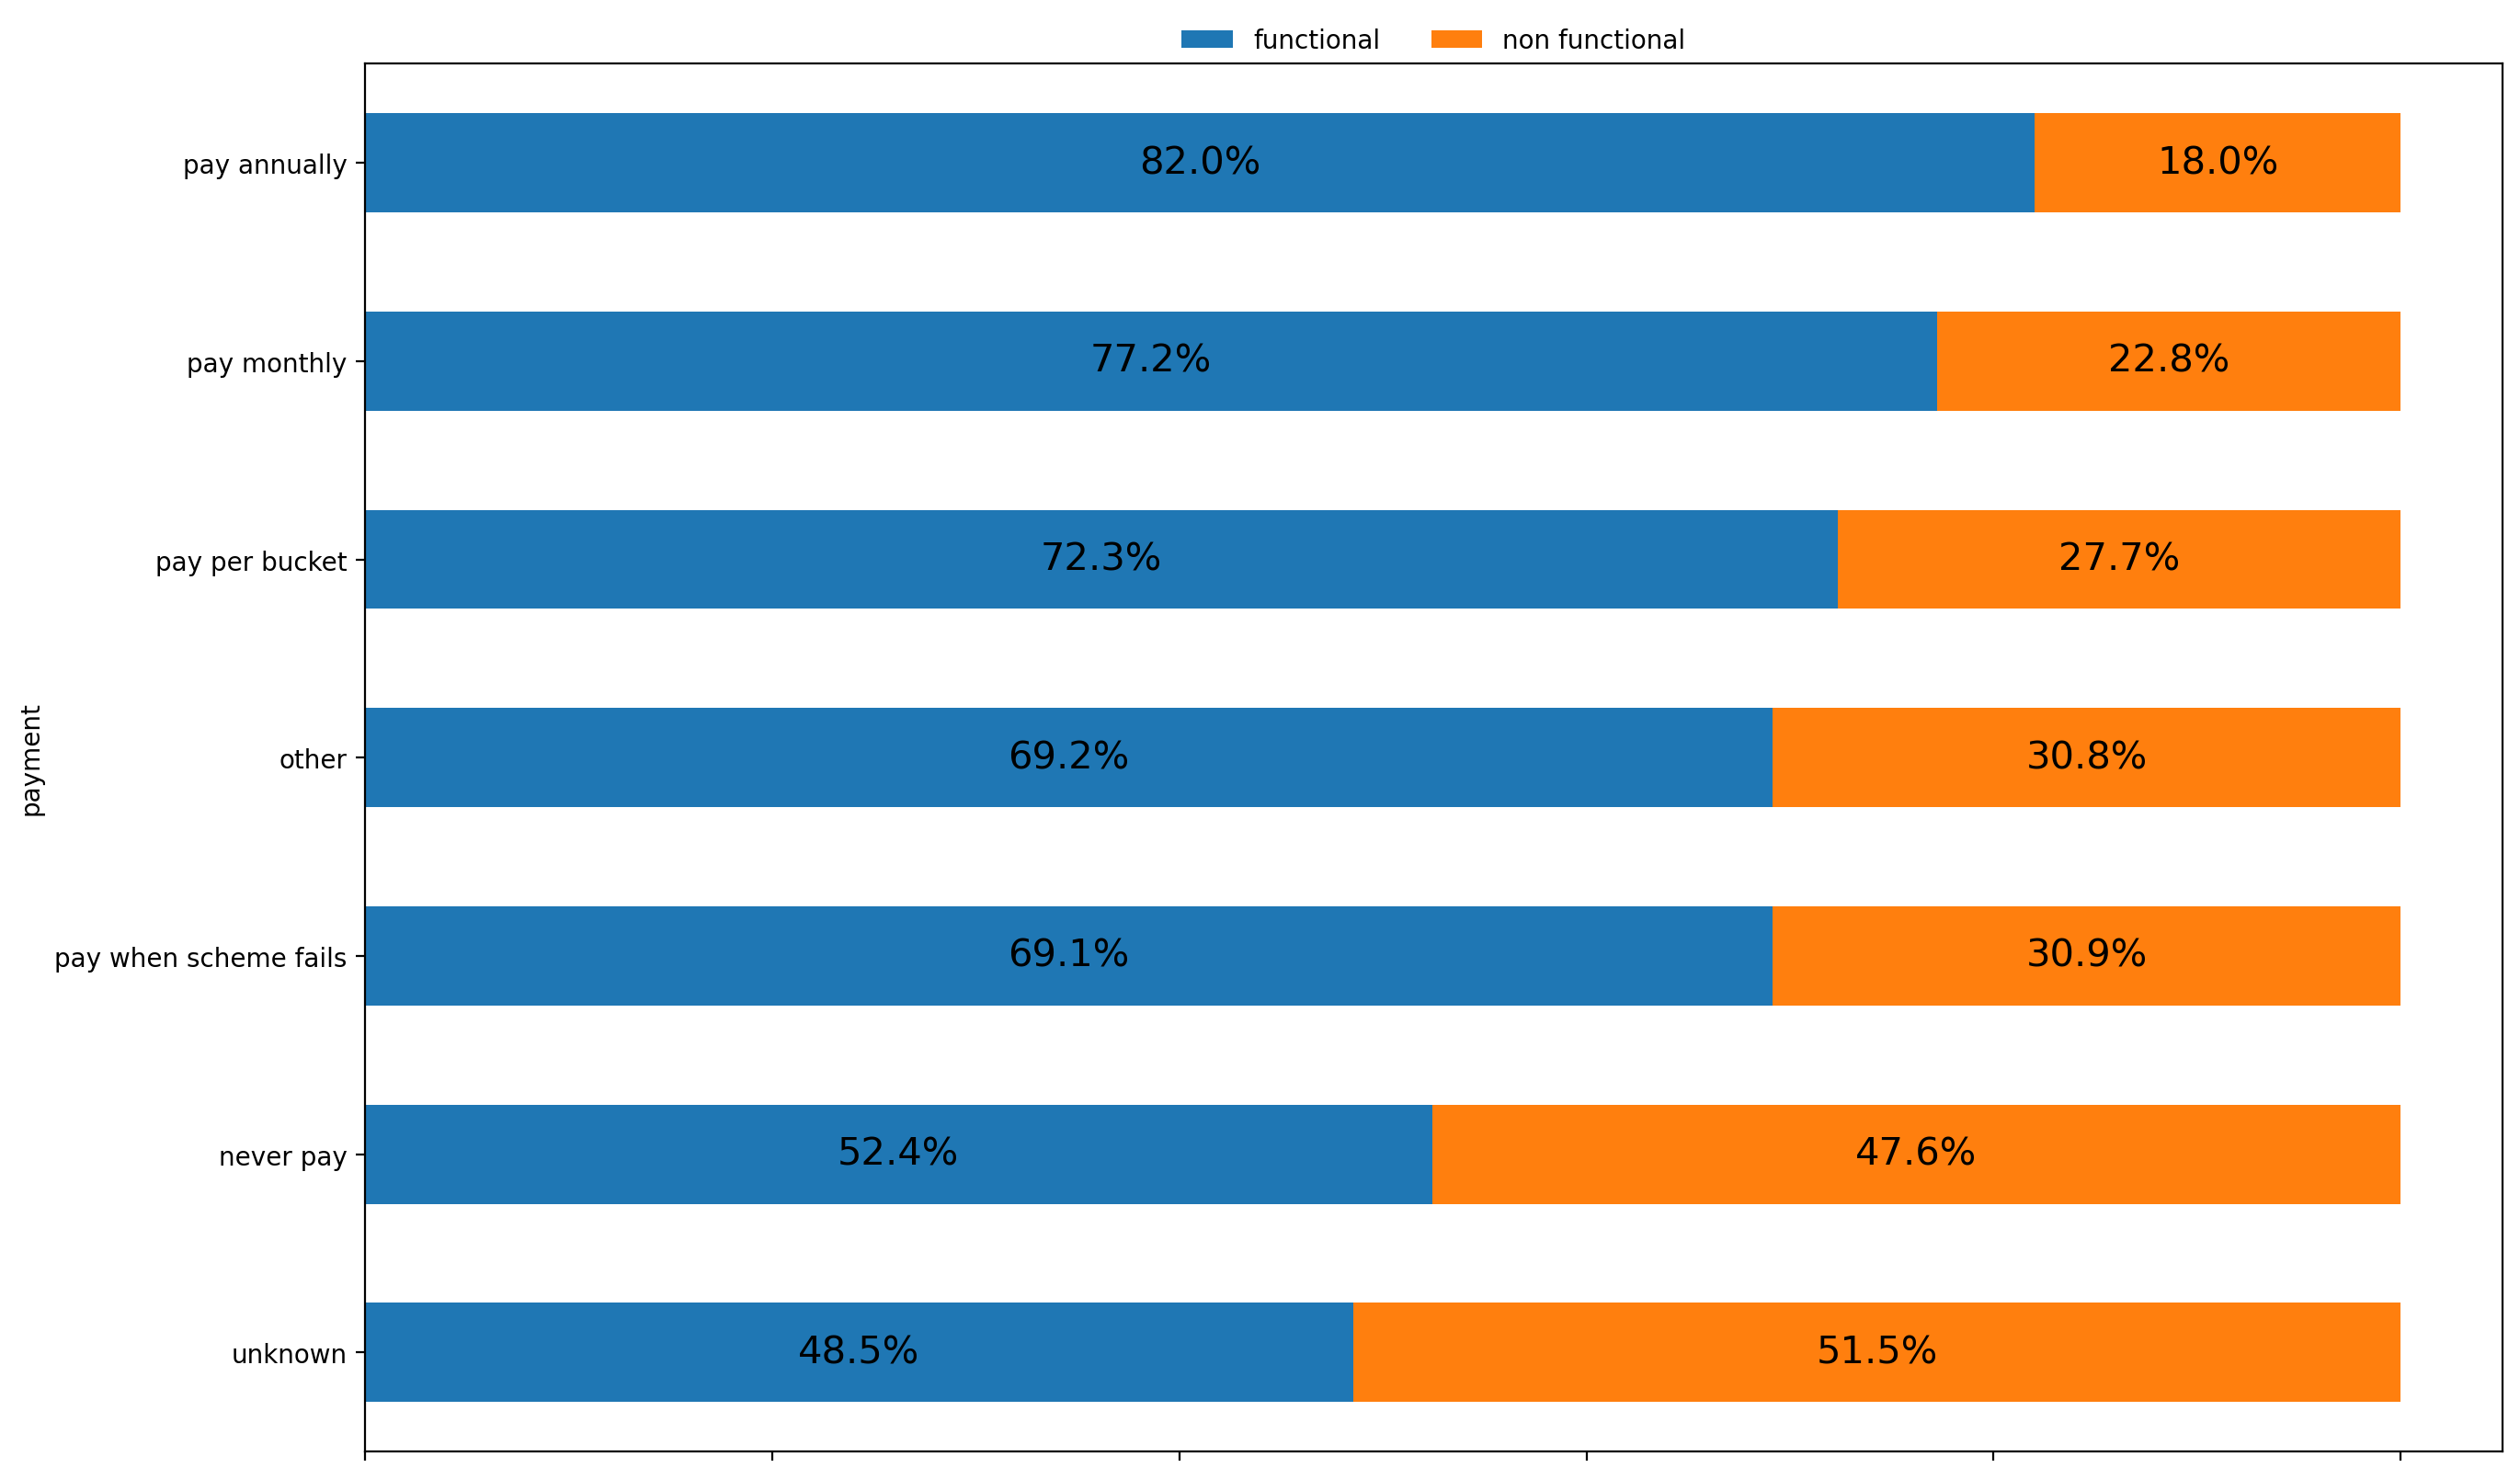 functional non functional
pay annually 82.0% 18.0%
pay monthly 77.2% 22.8%
pay per bucket 72.3% 27.7%
payment
other 69.2% 30.8%
pay when scheme fails 69.1% 30.9%
never pay 52.4% 47.6%
unknown 48.5% 51.5%